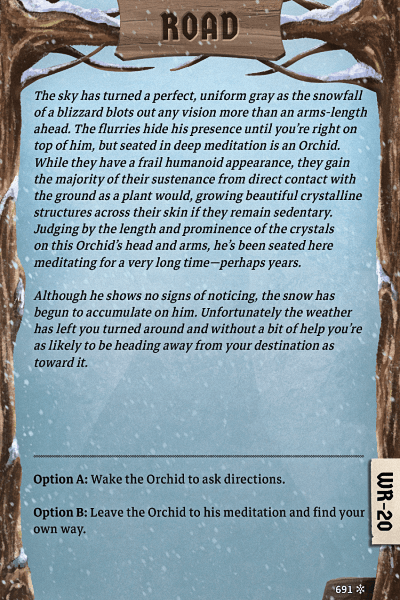 ROAD
The sky has turned a perfect, uniform gray as the snowfall
of a blizzard blots out any vision more than an arms-length
ahead. The flurries hide his presence until you're right on
top of him, but seated in deep meditation is an Orchid.
While they have a frail humanoid appearance, they gain
the majority of their sustenance from direct contact with
the ground as a plant would, growing beautiful crystalline
structures across their skin if they remain sedentary.
Judging by the length and prominence of the crystals
on this Orchid's head and arms, he's been seated here
meditating for a very long time—perhaps years.
Although he shows no signs of noticing, the snow has
begun to accumulate on him. Unfortunately the weather
has left you turned around and without a bit of help you're
as likely to be heading away from your destination as
toward it.
Option A: Wake the Orchid to ask directions.
Option B: Leave the Orchid to his meditation and find your
own way.
WR-20
691